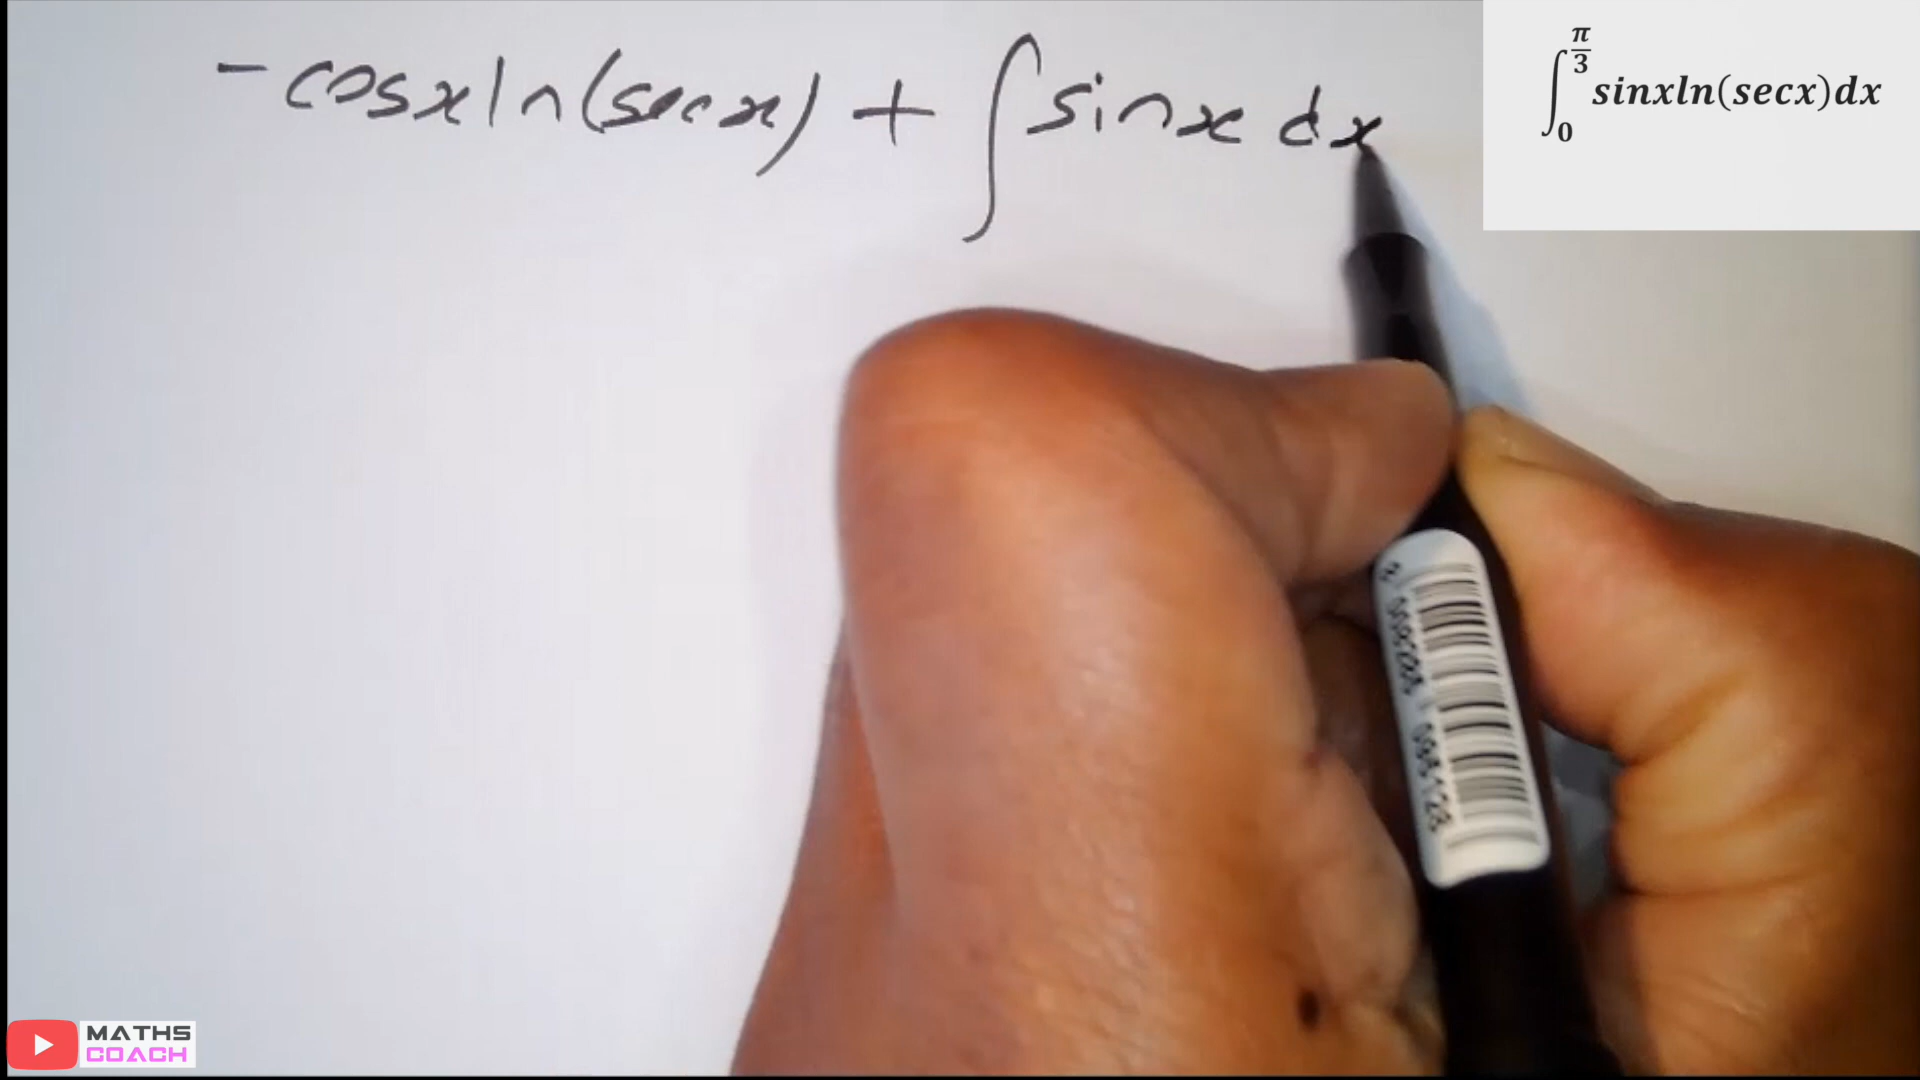 -cosx ln(secx) + ∫ sinx dx
∫₀^(π/3) sinxln(secx)dx
MATHS
COACH